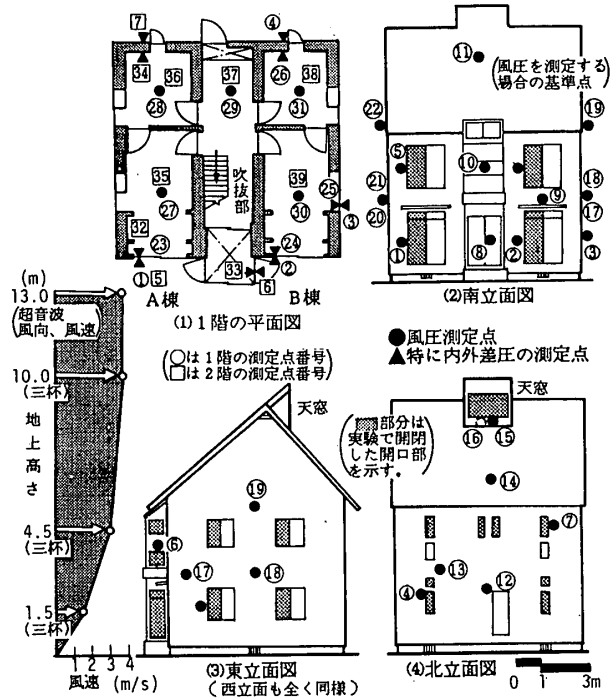 7
④
34
36
㉘
37
㉙
㉖
38
㉛
35
㉗
吹抜部
39
㉚
㉕
③
32
㉓
①
5
A棟
33
6
㉔
②
B棟
(1)1階の平面図
⑪
(風圧を測定する
場合の基準点)
㉒
⑲
⑤
⑩
㉑
⑳
⑨
⑱
⑰
①
⑧
②
③
(2)南立面図
(○は1階の測定点番号
□は2階の測定点番号)
●風圧測定点
▲特に内外差圧の測定点
(m)
13.0
(超音波
風向、風速)
10.0
(三杯)
地上高さ
4.5
(三杯)
1.5
(三杯)
1 2 3 4
風速 (m/s)
天窓
⑲
⑥
⑰
⑱
(3)東立面図
(西立面も全く同様)
(部分は
実験で開閉
した開口部
を示す。)
天窓
⑯
⑮
⑭
⑦
⑬
④
⑫
(4)北立面図
0 1 3m